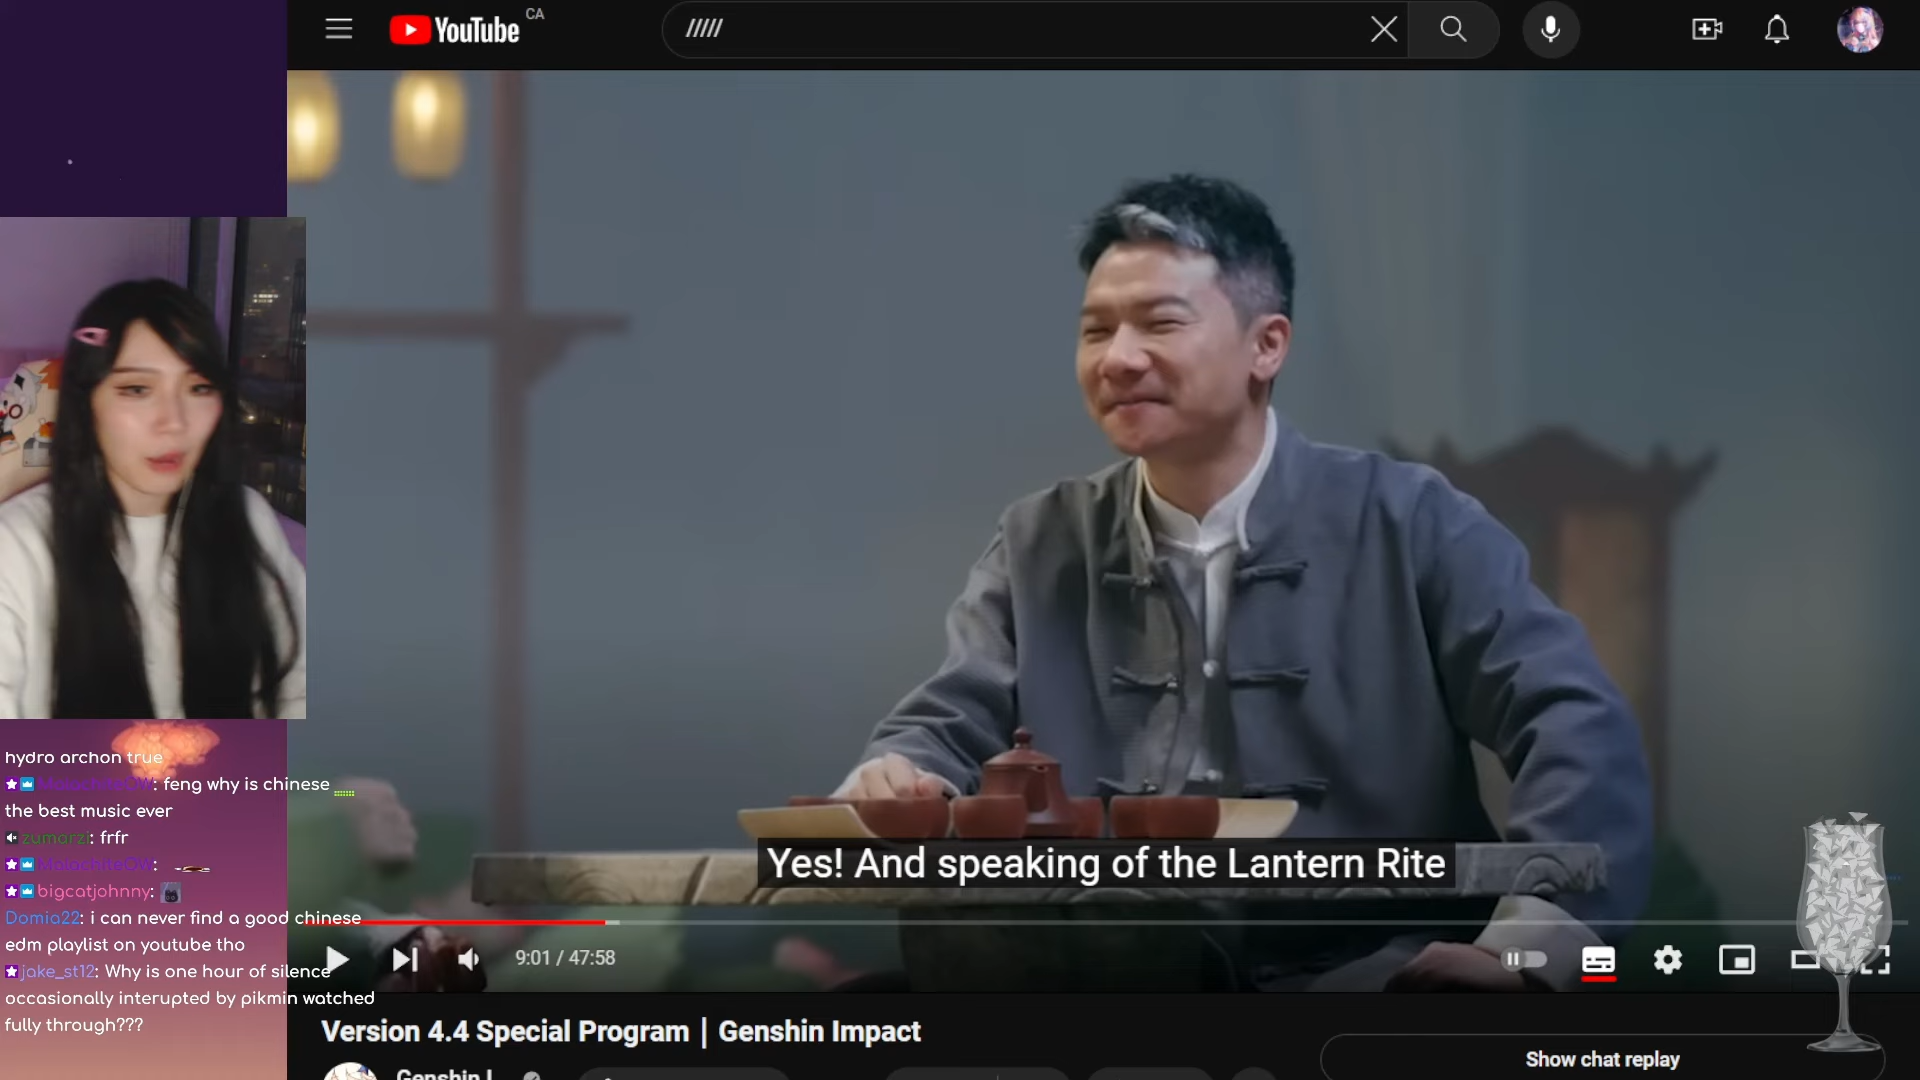 YouTube CA
/////
Yes! And speaking of the Lantern Rite
9:01 / 47:58
Version 4.4 Special Program | Genshin Impact
Show chat replay
hydro archon true
MalachiteOW: feng why is chinese
the best music ever
zumarzi: frfr
MalachiteOW:
bigcatjohnny:
Domia22: i can never find a good chinese
edm playlist on youtube tho
jake_st12: Why is one hour of silence
occasionally interupted by pikmin watched
fully through???